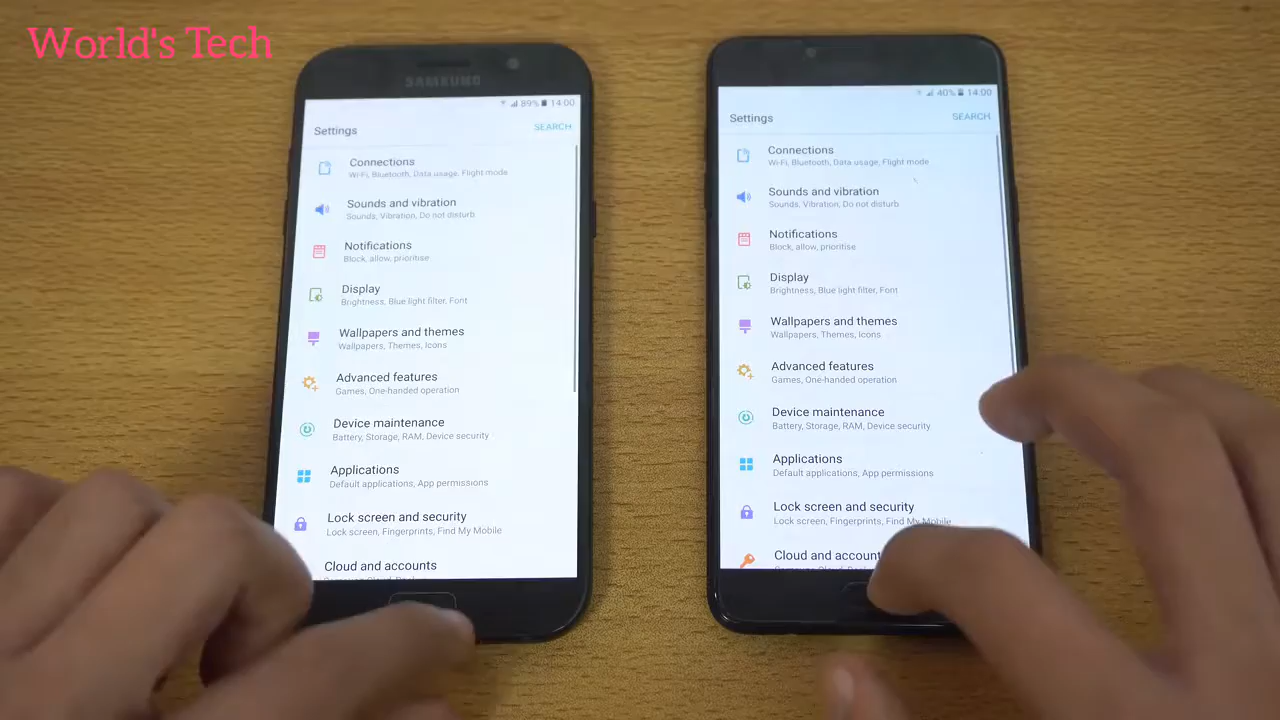 World's Tech
SAMSUNG
89% 14:00
Settings
SEARCH
Connections
Wi-Fi, Bluetooth, Data usage, Flight mode
Sounds and vibration
Sounds, Vibration, Do not disturb
Notifications
Block, allow, prioritise
Display
Brightness, Blue light filter, Font
Wallpapers and themes
Wallpapers, Themes, Icons
Advanced features
Games, One-handed operation
Device maintenance
Battery, Storage, RAM, Device security
Applications
Default applications, App permissions
Lock screen and security
Lock screen, Fingerprints, Find My Mobile
Cloud and accounts
40% 14:00
Settings
SEARCH
Connections
Wi-Fi, Bluetooth, Data usage, Flight mode
Sounds and vibration
Sounds, Vibration, Do not disturb
Notifications
Block, allow, prioritise
Display
Brightness, Blue light filter, Font
Wallpapers and themes
Wallpapers, Themes, Icons
Advanced features
Games, One-handed operation
Device maintenance
Battery, Storage, RAM, Device security
Applications
Default applications, App permissions
Lock screen and security
Lock screen, Fingerprints, Find My Mobile
Cloud and